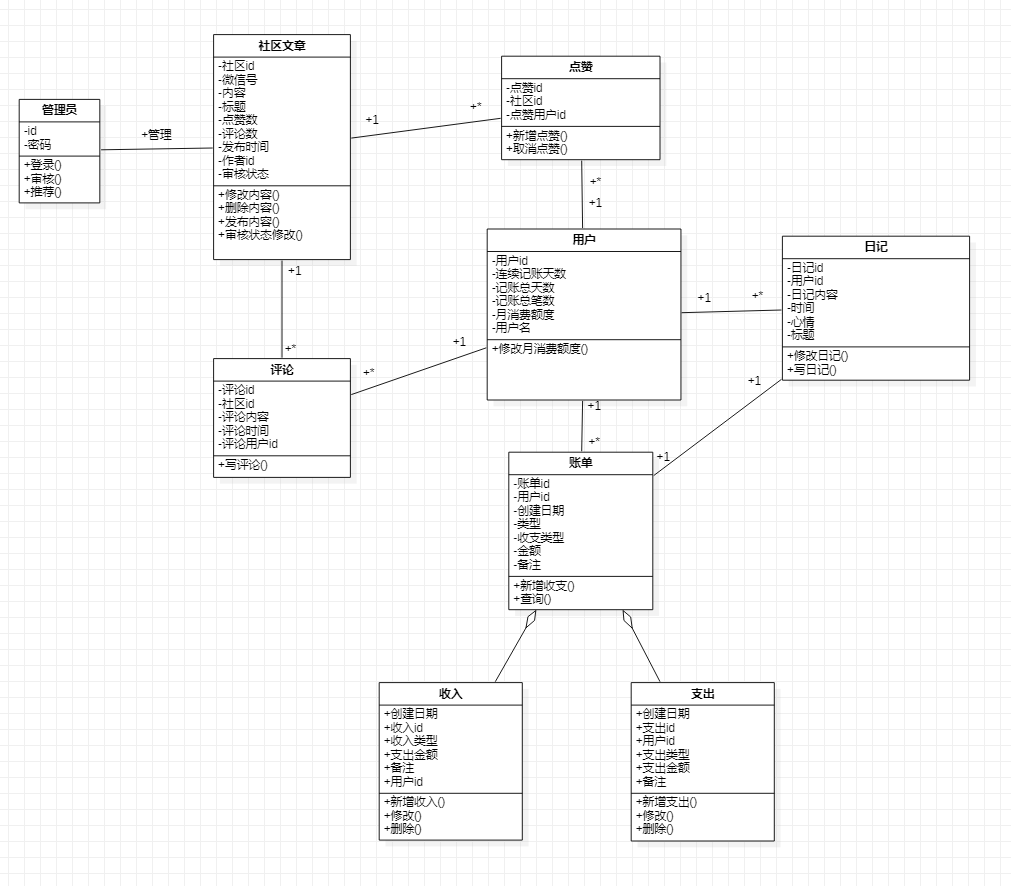 社区文章
-社区id
-微信号
-内容
-标题
-点赞数
-评论数
-发布时间
-作者id
-审核状态
+修改内容()
+删除内容()
+发布内容()
+审核状态修改()
点赞
-点赞id
-社区id
-点赞用户id
+新增点赞()
+取消点赞()
管理员
-id
-密码
+登录()
+审核()
+推荐()
+管理
+1
+*
+*
+1
用户
-用户id
-连续记账天数
-记账总天数
-记账总笔数
-月消费额度
-用户名
+修改月消费额度()
日记
-日记id
-用户id
-日记内容
-时间
-心情
-标题
+修改日记()
+写日记()
+1
+*
+1
+*
+1
+*
评论
-评论id
-社区id
-评论内容
-评论时间
-评论用户id
+写评论()
+1
+*
+1
+1
账单
-账单id
-用户id
-创建日期
-类型
-收支类型
-金额
-备注
+新增收支()
+查询()
收入
+创建日期
+收入id
+收入类型
+支出金额
+备注
+用户id
+新增收入()
+修改()
+删除()
支出
+创建日期
+支出id
+用户id
+支出类型
+支出金额
+备注
+新增支出()
+修改()
+删除()